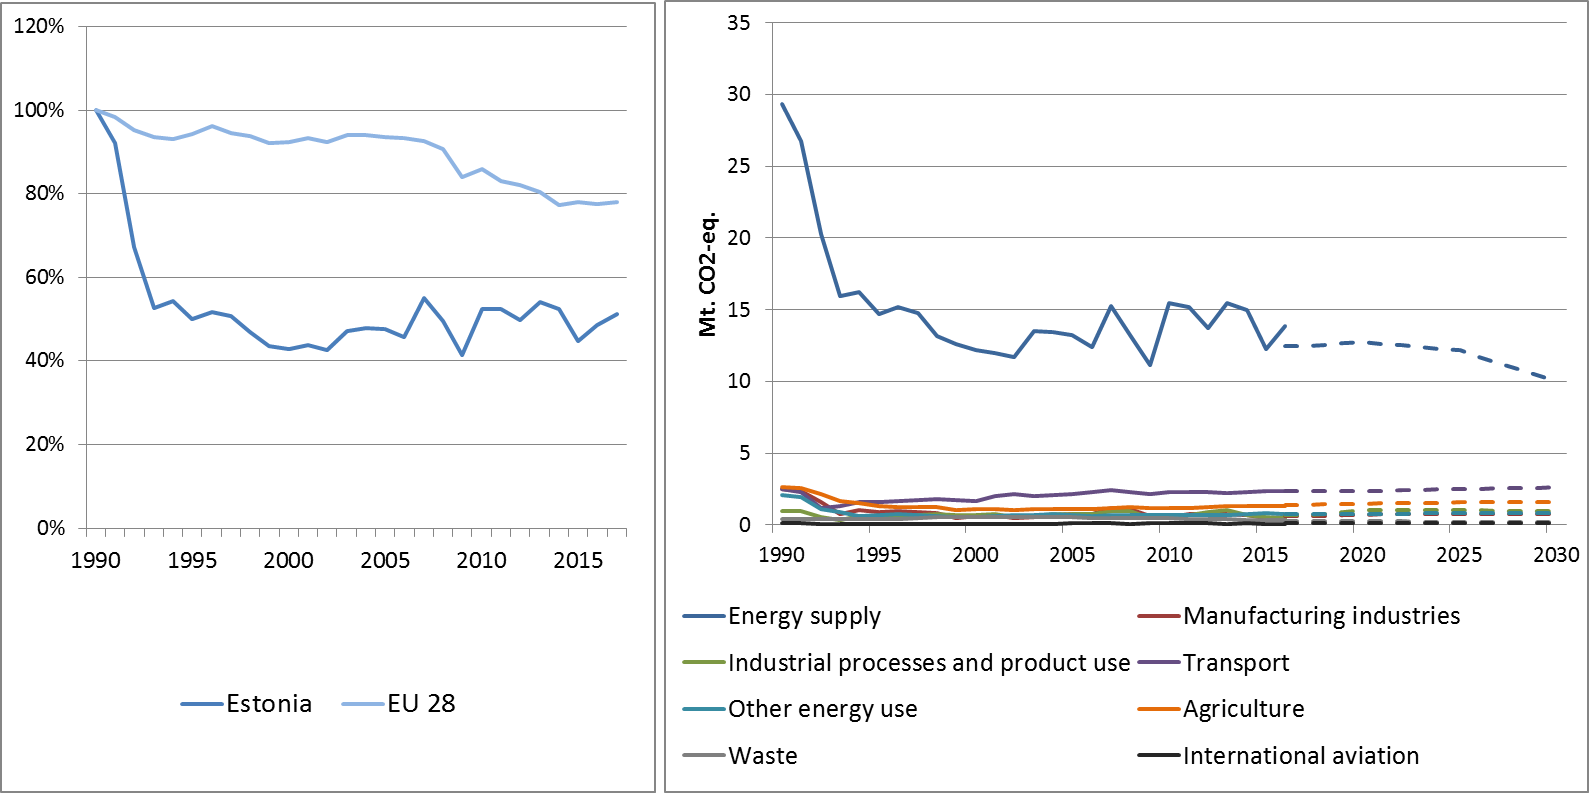 120%
100%
80%
60%
40%
20%
0%
1990 1995 2000 2005 2010 2015
Estonia EU 28
Mt. CO2-eq.
35
30
25
20
15
10
5
0
1990 1995 2000 2005 2010 2015 2020 2025 2030
Energy supply Manufacturing industries
Industrial processes and product use Transport
Other energy use Agriculture
Waste International aviation